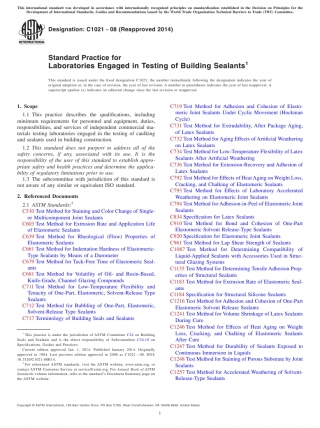 This international standard was developed in accordance with internationally recognized principles on standardization established in the Decision on Principles for the
Development of International Standards, Guides and Recommendations issued by the World Trade Organization Technical Barriers to Trade (TBT) Committee.
Designation: C1021 − 08 (Reapproved 2014)
Standard Practice for
Laboratories Engaged in Testing of Building Sealants1
This standard is issued under the fixed designation C1021; the number immediately following the designation indicates the year of
original adoption or, in the case of revision, the year of last revision. A number in parentheses indicates the year of last reapproval. A
superscript epsilon (ε) indicates an editorial change since the last revision or reapproval.
1. Scope
1.1 This practice describes the qualifications, including
minimum requirements for personnel and equipment, duties,
responsibilities, and services of independent commercial ma-
terials testing laboratories engaged in the testing of caulking
and sealants used in building construction.
1.2 This standard does not purport to address all of the
safety concerns, if any, associated with its use. It is the
responsibility of the user of this standard to establish appro-
priate safety and health practices and determine the applica-
bility of regulatory limitations prior to use.
1.3 The subcommittee with jurisdiction of this standard is
not aware of any similar or equivalent ISO standard.
2. Referenced Documents
2.1 ASTM Standards:2
C510 Test Method for Staining and Color Change of Single-
or Multicomponent Joint Sealants
C603 Test Method for Extrusion Rate and Application Life
of Elastomeric Sealants
C639 Test Method for Rheological (Flow) Properties of
Elastomeric Sealants
C661 Test Method for Indentation Hardness of Elastomeric-
Type Sealants by Means of a Durometer
C679 Test Method for Tack-Free Time of Elastomeric Seal-
ants
C681 Test Method for Volatility of Oil- and Resin-Based,
Knife-Grade, Channel Glazing Compounds
C711 Test Method for Low-Temperature Flexibility and
Tenacity of One-Part, Elastomeric, Solvent-Release Type
Sealants
C712 Test Method for Bubbling of One-Part, Elastomeric,
Solvent-Release Type Sealants
C717 Terminology of Building Seals and Sealants
1 This practice is under the jurisdiction of ASTM Committee C24 on Building
Seals and Sealants and is the direct responsibility of Subcommittee C24.10 on
Specifications, Guides and Practices.
Current edition approved Jan. 1, 2014. Published January 2014. Originally
approved in 1984. Last previous edition approved in 2008 as C1021 – 08. DOI:
2 For referenced ASTM standards, visit the ASTM website, www.astm.org, or
contact ASTM Customer Service at service@astm.org. For Annual Book of ASTM
Standards volume information, refer to the standard's Document Summary page on
the ASTM website.
C719 Test Method for Adhesion and Cohesion of Elasto-
meric Joint Sealants Under Cyclic Movement (Hockman
Cycle)
C731 Test Method for Extrudability, After Package Aging,
of Latex Sealants
C732 Test Method for Aging Effects of Artificial Weathering
on Latex Sealants
C734 Test Method for Low-Temperature Flexibility of Latex
Sealants After Artificial Weathering
C736 Test Method for Extension-Recovery and Adhesion of
Latex Sealants
C792 Test Method for Effects of Heat Aging on Weight Loss,
Cracking, and Chalking of Elastomeric Sealants
C793 Test Method for Effects of Laboratory Accelerated
Weathering on Elastomeric Joint Sealants
C794 Test Method for Adhesion-in-Peel of Elastomeric Joint
Sealants
C834 Specification for Latex Sealants
C910 Test Method for Bond and Cohesion of One-Part
Elastomeric Solvent Release-Type Sealants
C920 Specification for Elastomeric Joint Sealants
C961 Test Method for Lap Shear Strength of Sealants
C1087 Test Method for Determining Compatibility of
Liquid-Applied Sealants with Accessories Used in Struc-
tural Glazing Systems
C1135 Test Method for Determining Tensile Adhesion Prop-
erties of Structural Sealants
C1183 Test Method for Extrusion Rate of Elastomeric Seal-
ants
C1184 Specification for Structural Silicone Sealants
C1216 Test Method for Adhesion and Cohesion of One-Part
Elastomeric Solvent Release Sealants
C1241 Test Method for Volume Shrinkage of Latex Sealants
During Cure
C1246 Test Method for Effects of Heat Aging on Weight
Loss, Cracking, and Chalking of Elastomeric Sealants
After Cure
C1247 Test Method for Durability of Sealants Exposed to
Continuous Immersion in Liquids
C1248 Test Method for Staining of Porous Substrate by Joint
Sealants
C1257 Test Method for Accelerated Weathering of Solvent-
Release-Type Sealants
Copyright © ASTM International, 100 Barr Harbor Drive, PO Box C700, West Conshohocken, PA 19428-2959. United States
1